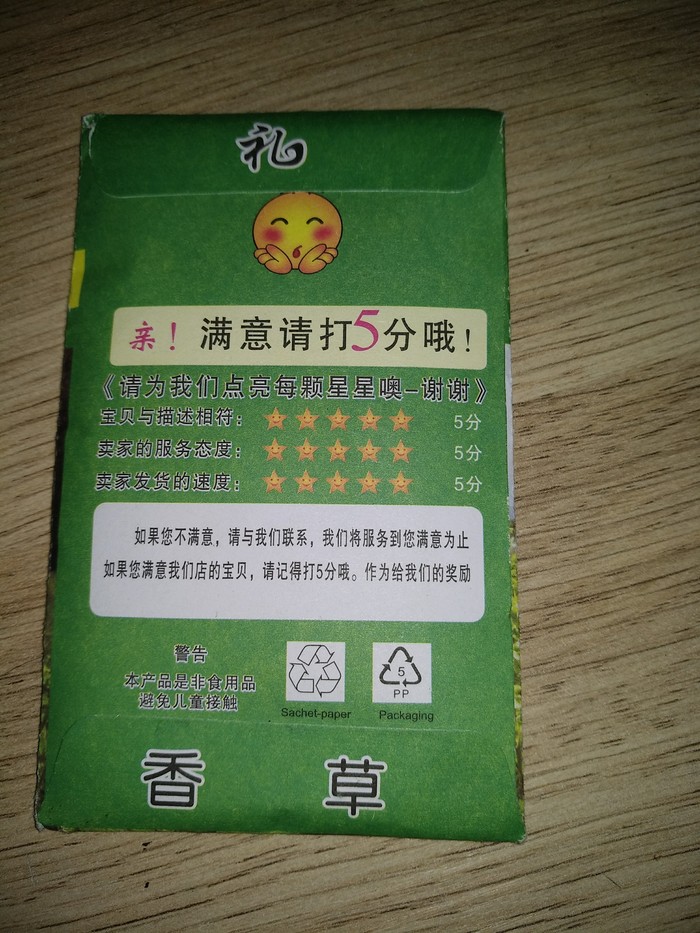 礼
亲！满意请打5分哦！
《请为我们点亮每颗星星噢-谢谢》
宝贝与描述相符： 5分
卖家的服务态度： 5分
卖家发货的速度： 5分
如果您不满意，请与我们联系，我们将服务到您满意为止
如果您满意我们店的宝贝，请记得打5分哦。作为给我们的奖励
警告
本产品是非食用品
避免儿童接触
5
PP
Sachet-paper Packaging
香草